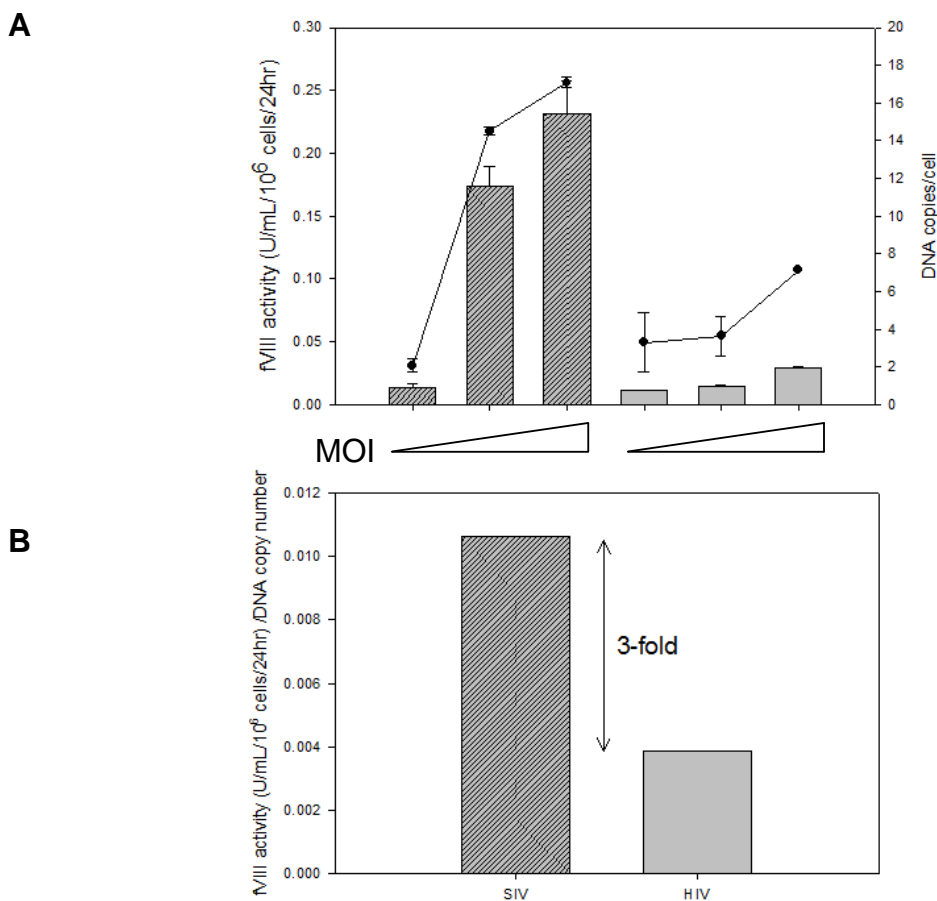 A
fVIII activity (U/mL/10⁶ cells/24hr)
0.30
0.25
0.20
0.15
0.10
0.05
0.00
20
18
16
14
12
10
8
6
4
2
0
DNA copies/cell
MOI
B
fVIII activity (U/mL/10⁶ cells/24hr) /DNA copy number
0.012
0.010
0.008
0.006
0.004
0.002
0.000
3-fold
SIV
HIV